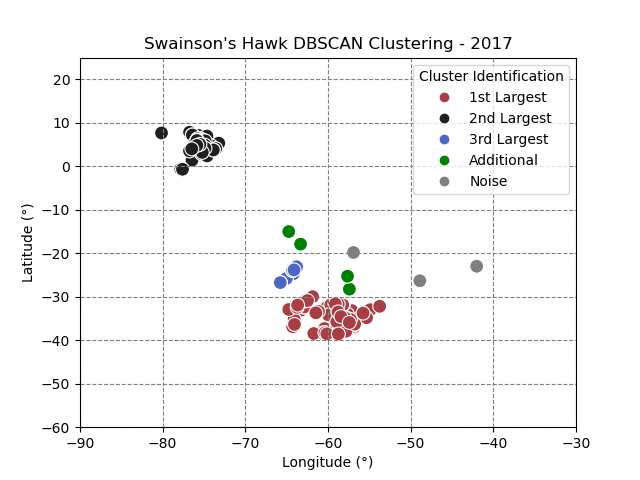 Swainson's Hawk DBSCAN Clustering - 2017
Cluster Identification
1st Largest
2nd Largest
3rd Largest
Additional
Noise
20
10
0
−10
−20
−30
−40
−50
−60
Latitude (°)
−90 −80 −70 −60 −50 −40 −30
Longitude (°)